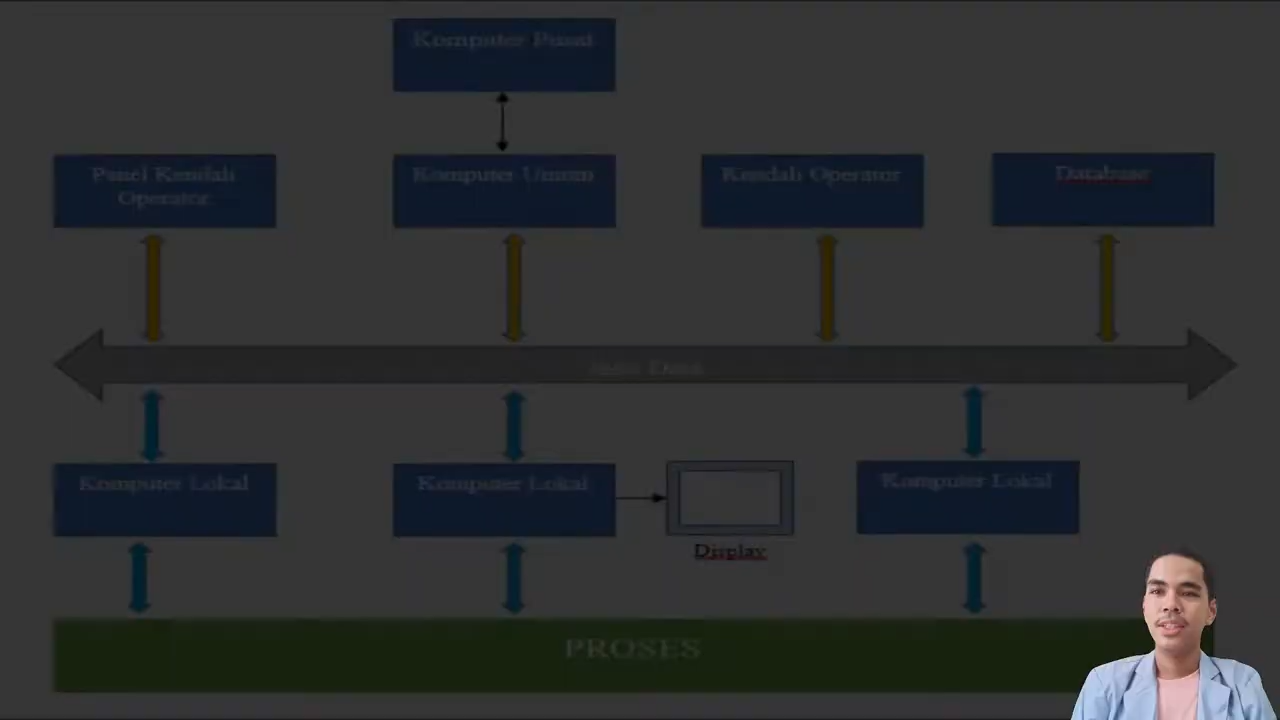 Komputer Pusat
Panel Kendali
Operator
Komputer Umum
Kendali Operator
Database
Data
Komputer Lokal
Komputer Lokal
Komputer Lokal
Display
PROSES